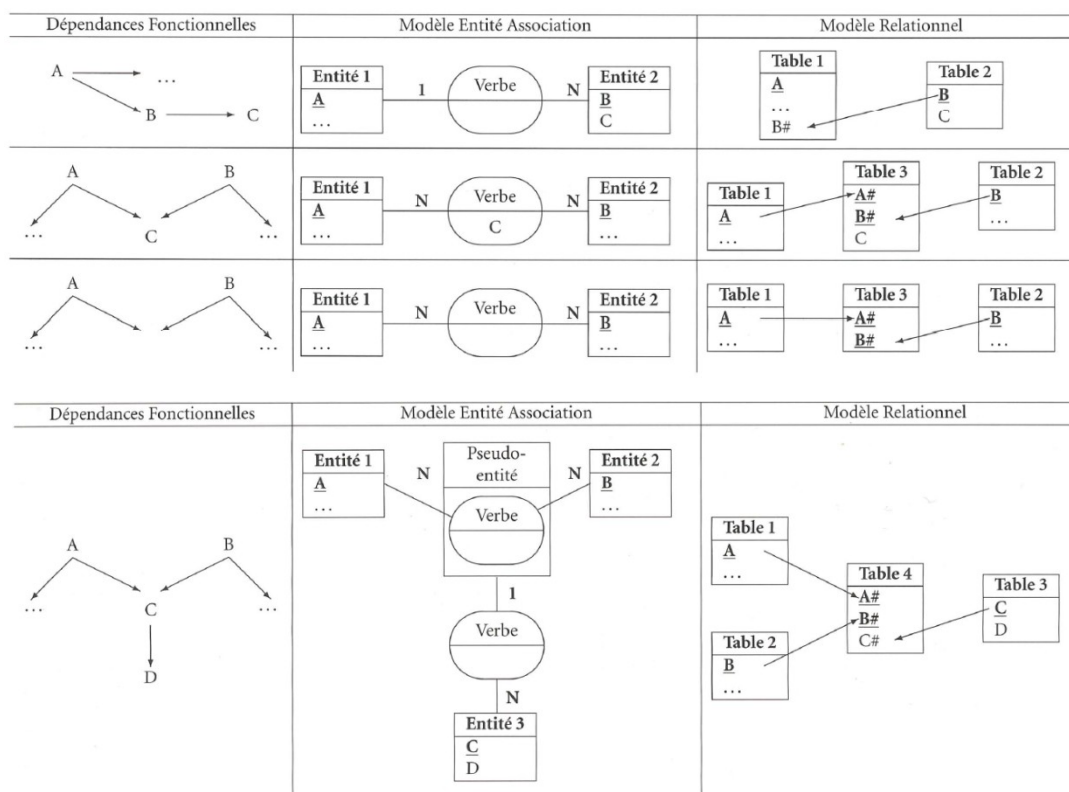 Dépendances Fonctionnelles Modèle Entité Association Modèle Relationnel
A ...
B C
Entité 1
A
...
1
Verbe
N
Entité 2
B
C
Table 1
A
...
B#
Table 2
B
C
A B
... C ...
Entité 1
A
...
N
Verbe
C
N
Entité 2
B
...
Table 1
A
...
Table 3
A#
B#
C
Table 2
B
...
A B
... ...
Entité 1
A
...
N
Verbe
N
Entité 2
B
...
Table 1
A
...
Table 3
A#
B#
Table 2
B
...
Dépendances Fonctionnelles Modèle Entité Association Modèle Relationnel
A B
... C ...
D
Entité 1
A
...
N
Pseudo-
entité
Verbe
N
Entité 2
B
...
1
Verbe
N
Entité 3
C
D
Table 1
A
...
Table 2
B
...
Table 4
A#
B#
C#
Table 3
C
D